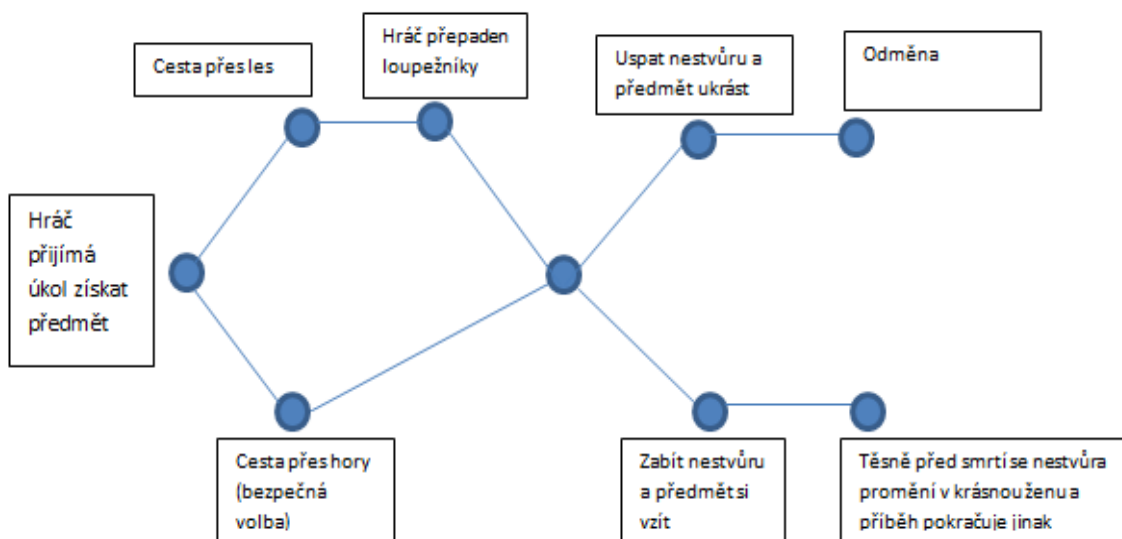 Cesta přes les
Hráč přepaden
loupežníky
Uspat nestvůru a
předmět ukrást
Odměna
Hráč
přijímá
úkol získat
předmět
Cesta přes hory
(bezpečná
volba)
Zabít nestvůru
a předmět si
vzít
Těsně před smrtí se nestvůra
promění v krásnou ženu a
příběh pokračuje jinak